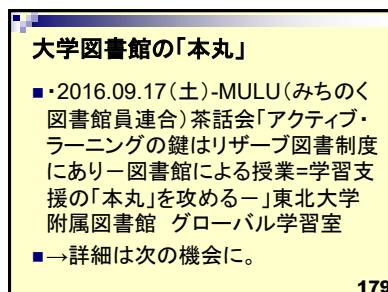 大学図書館の「本丸」
■・2016.09.17(土)-MULU(みちのく
図書館員連合)茶話会「アクティブ・
ラーニングの鍵はリザーブ図書制度
にあり－図書館による授業=学習支
援の「本丸」を攻める－」東北大学
附属図書館　グローバル学習室
■→詳細は次の機会に。
179